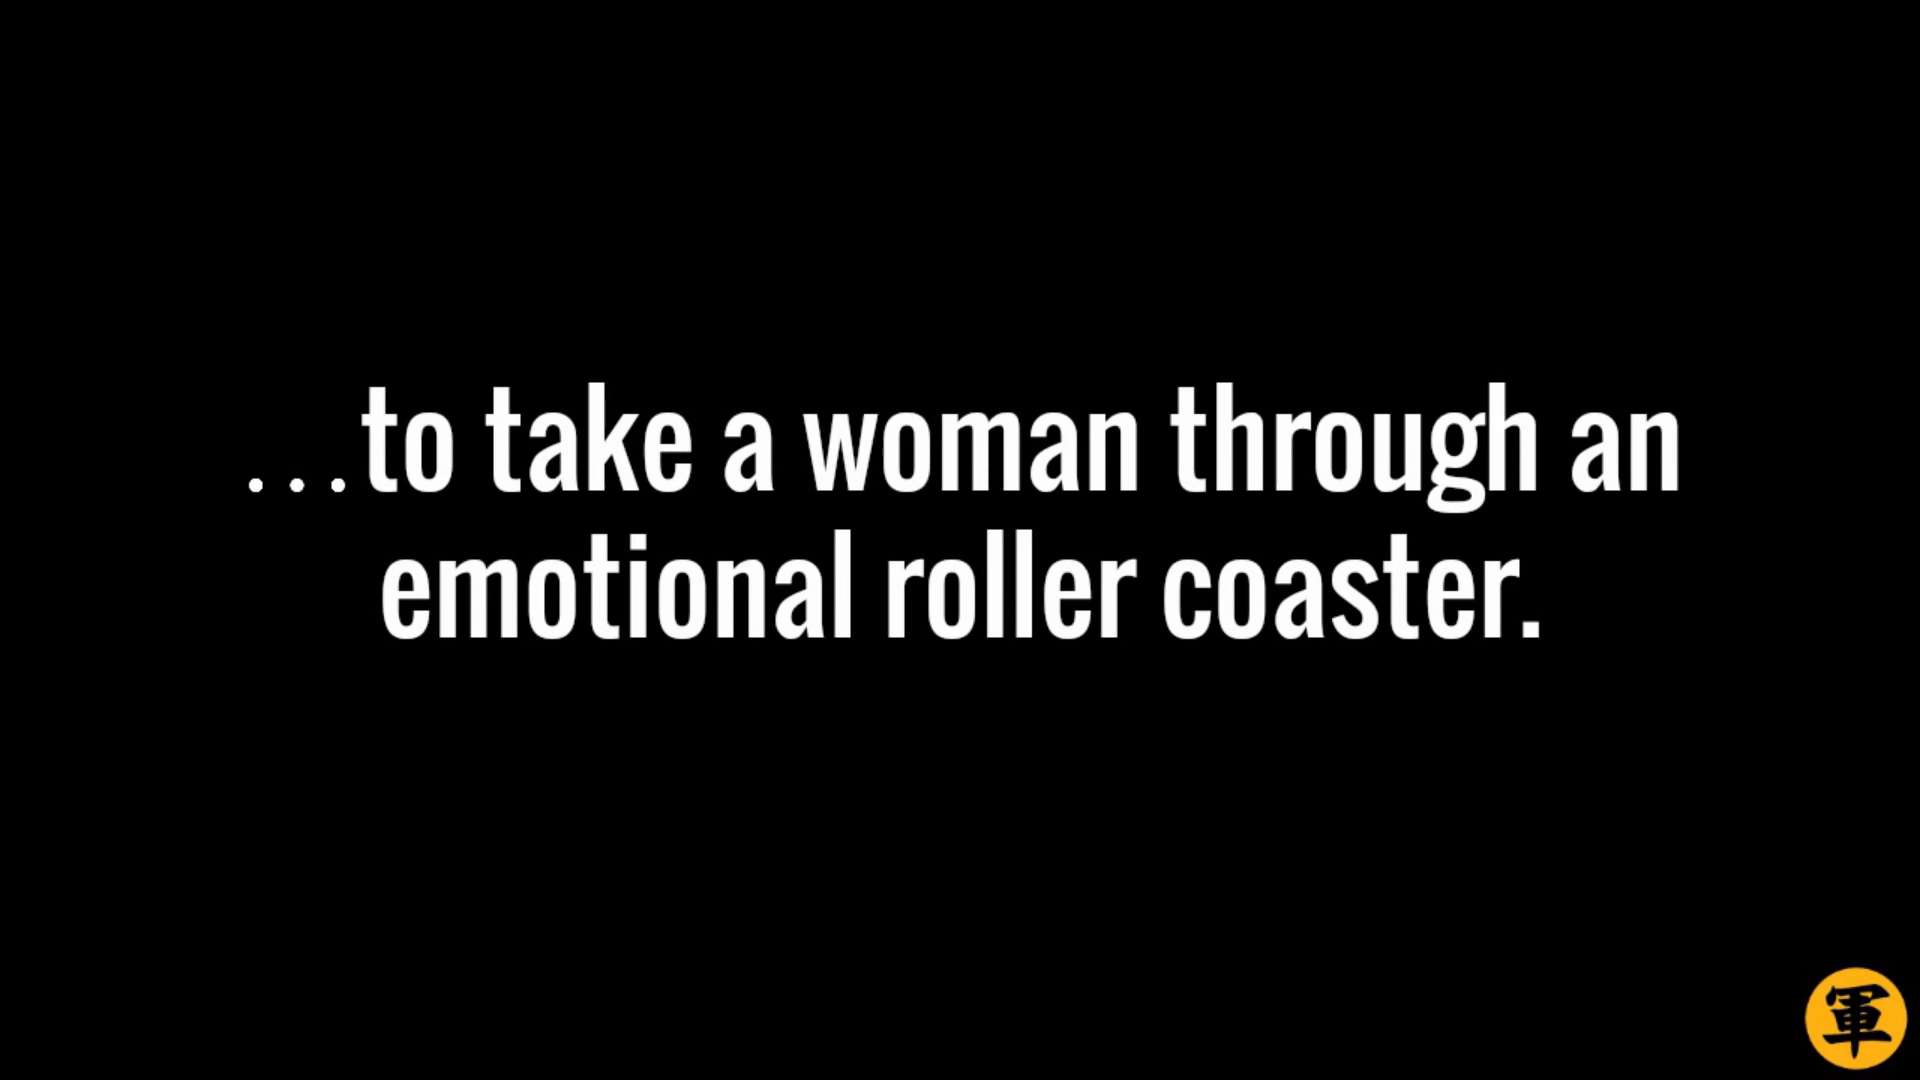 ...to take a woman through an
emotional roller coaster.
軍